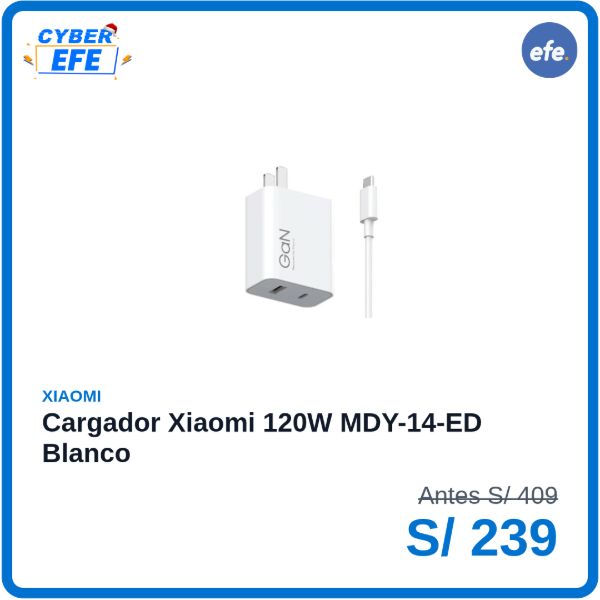 CYBER
EFE
efe.
GaN
XIAOMI
Cargador Xiaomi 120W MDY-14-ED
Blanco
Antes S/ 409
S/ 239